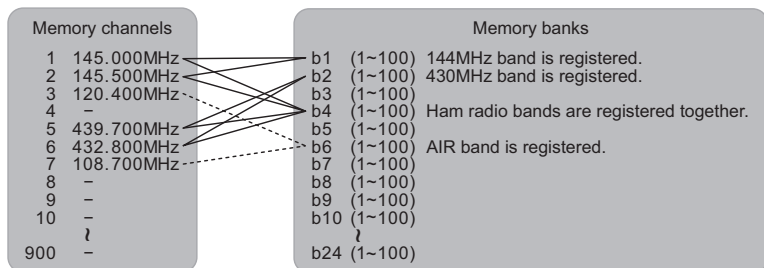 Memory channels
1 145.000MHz
2 145.500MHz
3 120.400MHz
4 –
5 439.700MHz
6 432.800MHz
7 108.700MHz
8 –
9 –
10 –
~
900 –
Memory banks
b1 (1~100) 144MHz band is registered.
b2 (1~100) 430MHz band is registered.
b3 (1~100)
b4 (1~100) Ham radio bands are registered together.
b5 (1~100)
b6 (1~100) AIR band is registered.
b7 (1~100)
b8 (1~100)
b9 (1~100)
b10 (1~100)
~
b24 (1~100)